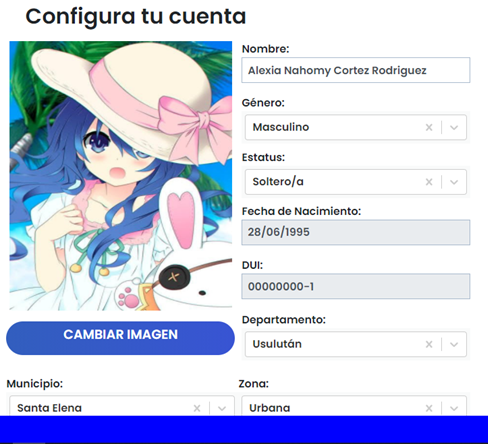 Configura tu cuenta
Nombre:
Alexia Nahomy Cortez Rodriguez
Género:
Masculino
Estatus:
Soltero/a
Fecha de Nacimiento:
28/06/1995
DUI:
00000000-1
CAMBIAR IMAGEN
Departamento:
Usulután
Municipio:
Zona:
Santa Elena
Urbana